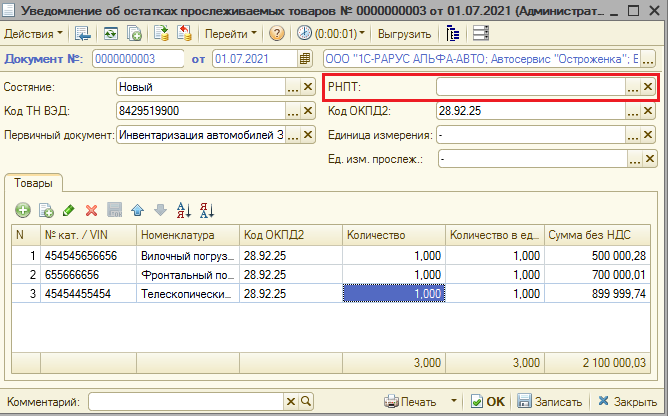 Уведомление об остатках прослеживаемых товаров № 0000000003 от 01.07.2021 (Администрат...
Действия Перейти (0:00:01) Выгрузить
Документ №: 0000000003 от 01.07.2021 ООО "1С-РАРУС АЛЬФА-АВТО; Автосервис "Остроженка"; Е
Состяние: Новый ... РНПТ: ...
Код ТН ВЭД: 8429519900 ... Код ОКПД2: 28.92.25 ...
Первичный документ: Инвентаризация автомобилей З ... Единица измерения: - ...
Ед. изм. прослеж.: - ...
Товары
N № кат. / VIN Номенклатура Код ОКПД2 Количество Количество в ед... Сумма без НДС
1 454545656656 Вилочный погруз... 28.92.25 1,000 1,000 500 000,28
2 655666656 Фронтальный по... 28.92.25 1,000 1,000 700 000,01
3 45454455454 Телескопически... 28.92.25 1,000 1,000 899 999,74
3,000 3,000 2 100 000,03
Комментарий: Печать ОК Записать Закрыть